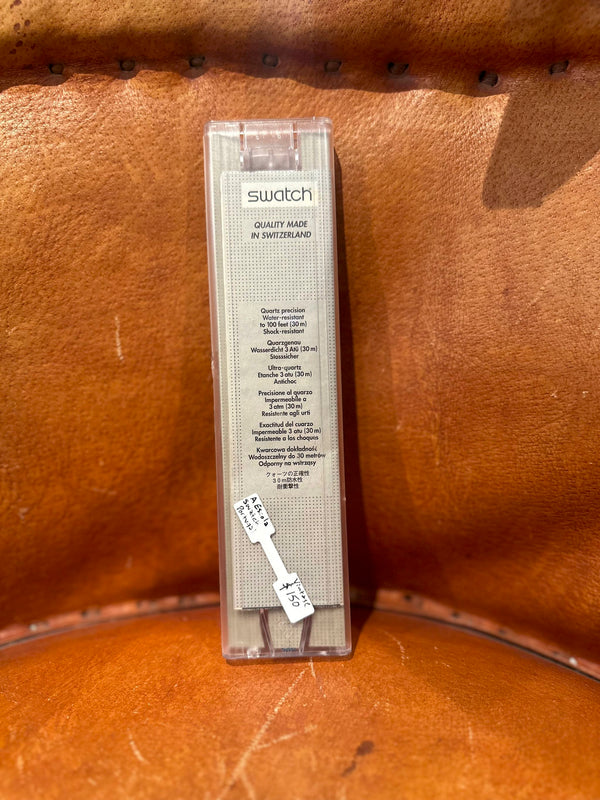 swatch
QUALITY MADE
IN SWITZERLAND
Quartz precision
Water-resistant
to 100 feet (30 m)
Shock-resistant
Quarzgenau
Wasserdicht 3 Atü (30 m)
Stosssicher
Ultra-quartz
Etanche 3 atu (30 m)
Antichoc
Precisione al quarzo
Impermeabile a
3 atm (30 m)
Resistente agli urti
Exactitud del cuarzo
Impermeable 3 atu (30 m)
Resistente a los choques
Kwarcowa dokładność
Wodoszczelny do 30 metrów
Odporny na wstrząsy
クォーツの正確性
30m防水性
耐衝撃性
A Escola
Swatch
Vintage
$150